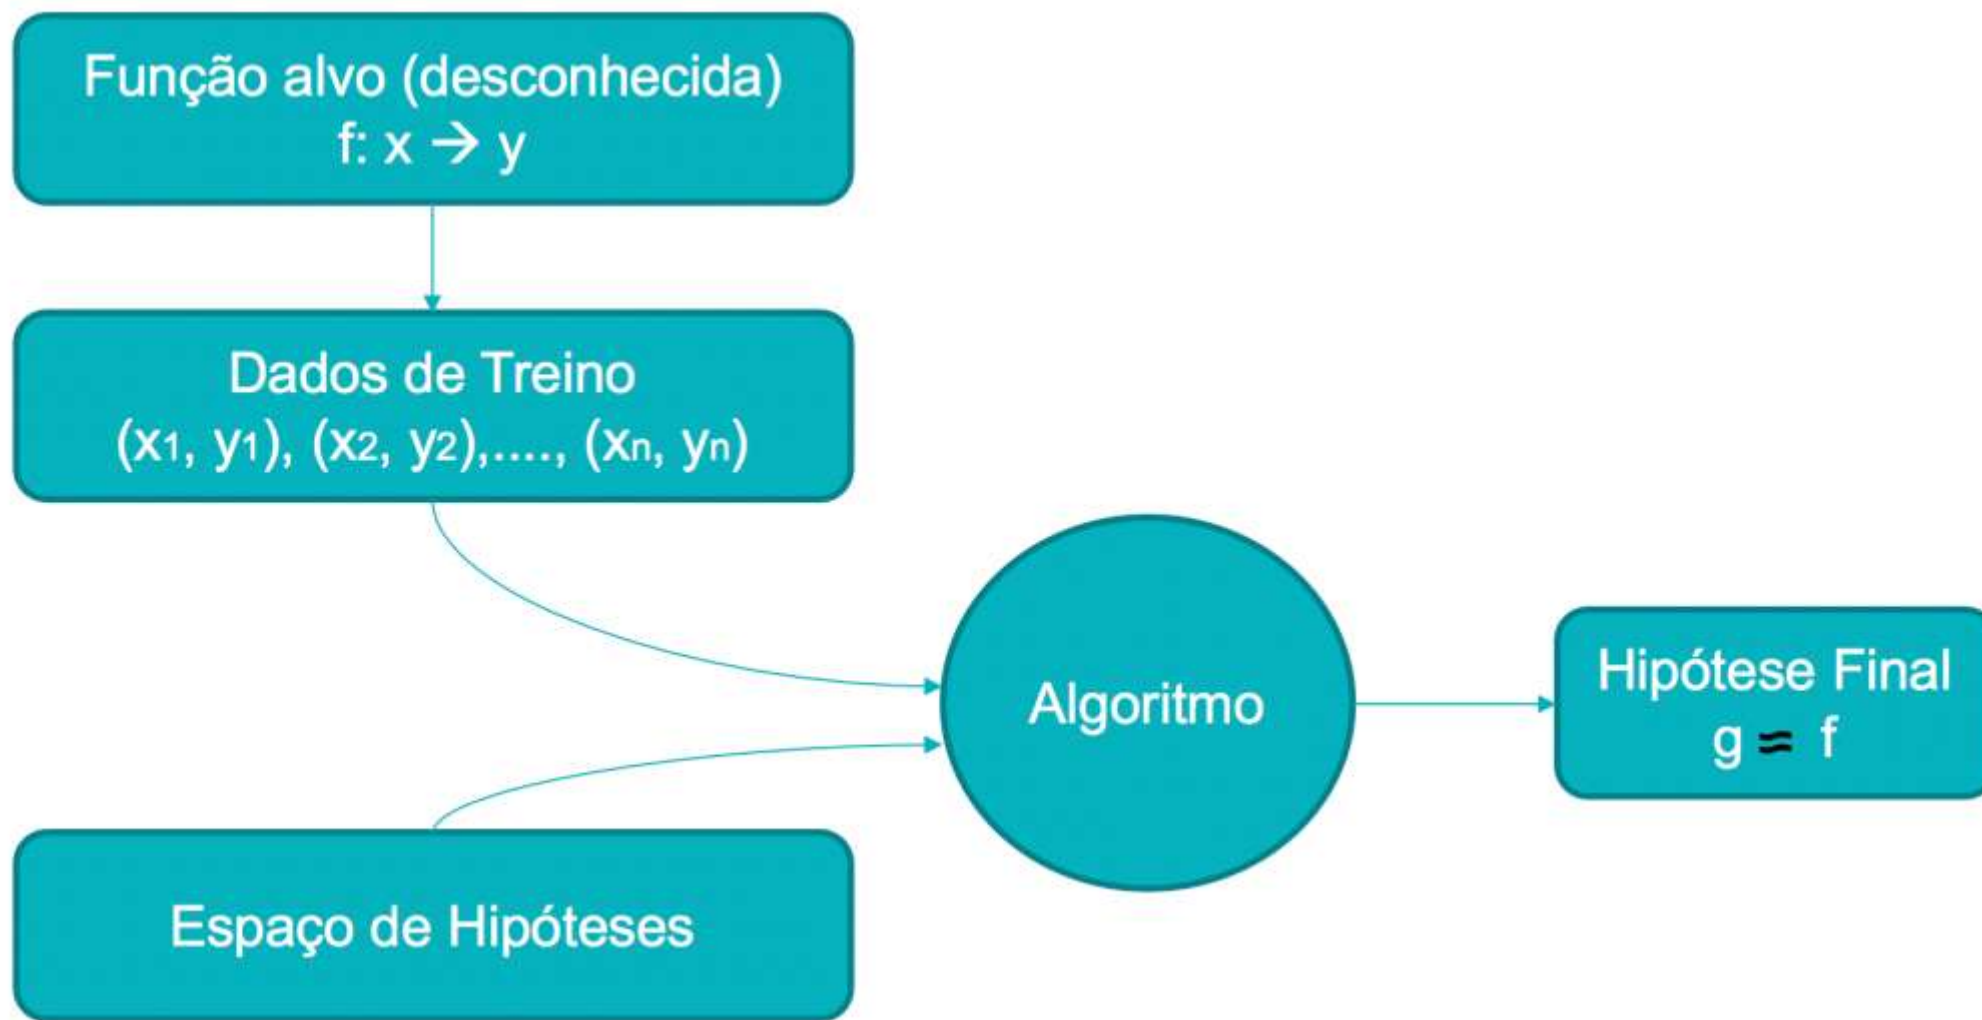 Função alvo (desconhecida)
f: x → y
Dados de Treino
(x1, y1), (x2, y2),...., (xn, yn)
Algoritmo
Hipótese Final
g ≈ f
Espaço de Hipóteses